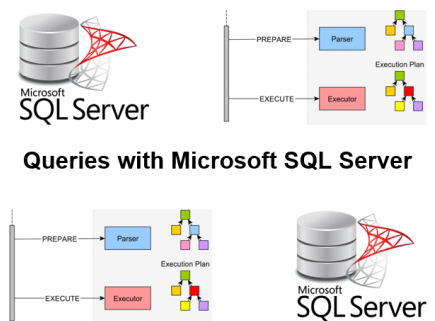 Microsoft
SQL Server
PREPARE
Parser
Execution Plan
EXECUTE
Executor
Queries with Microsoft SQL Server
PREPARE
Parser
Execution Plan
EXECUTE
Executor
Microsoft
SQL Server